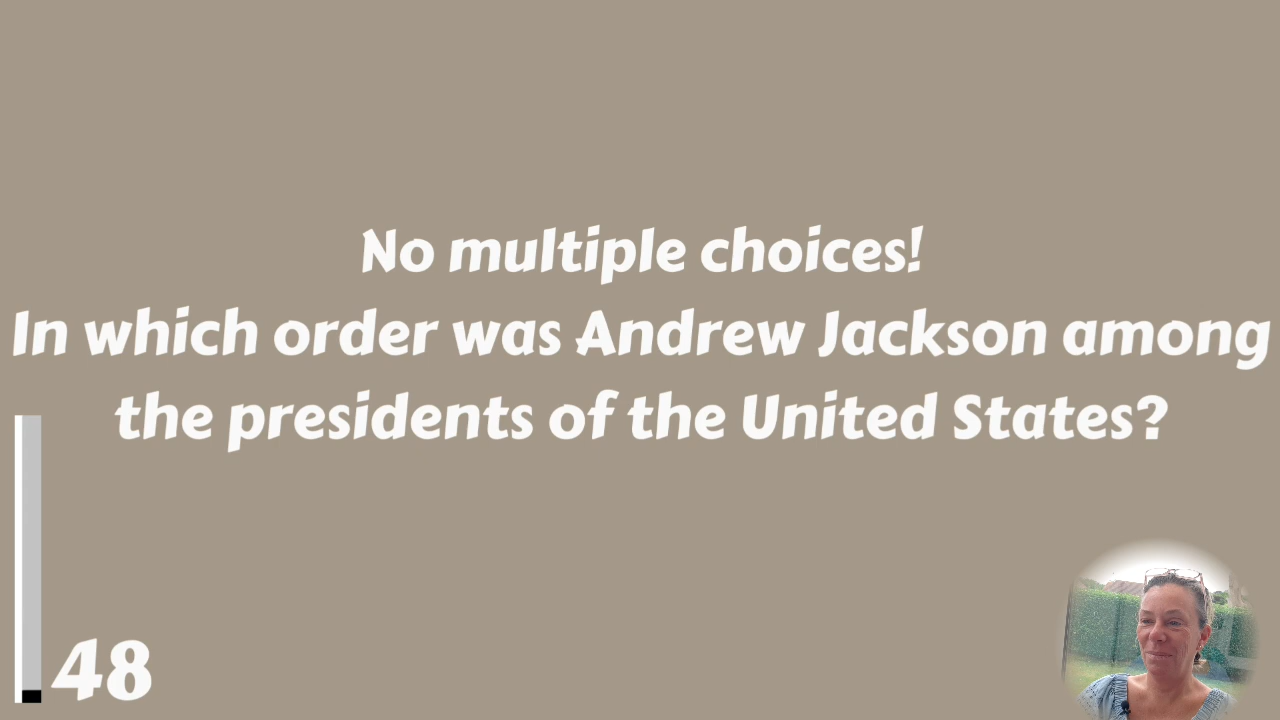 No multiple choices!
In which order was Andrew Jackson among
the presidents of the United States?
48